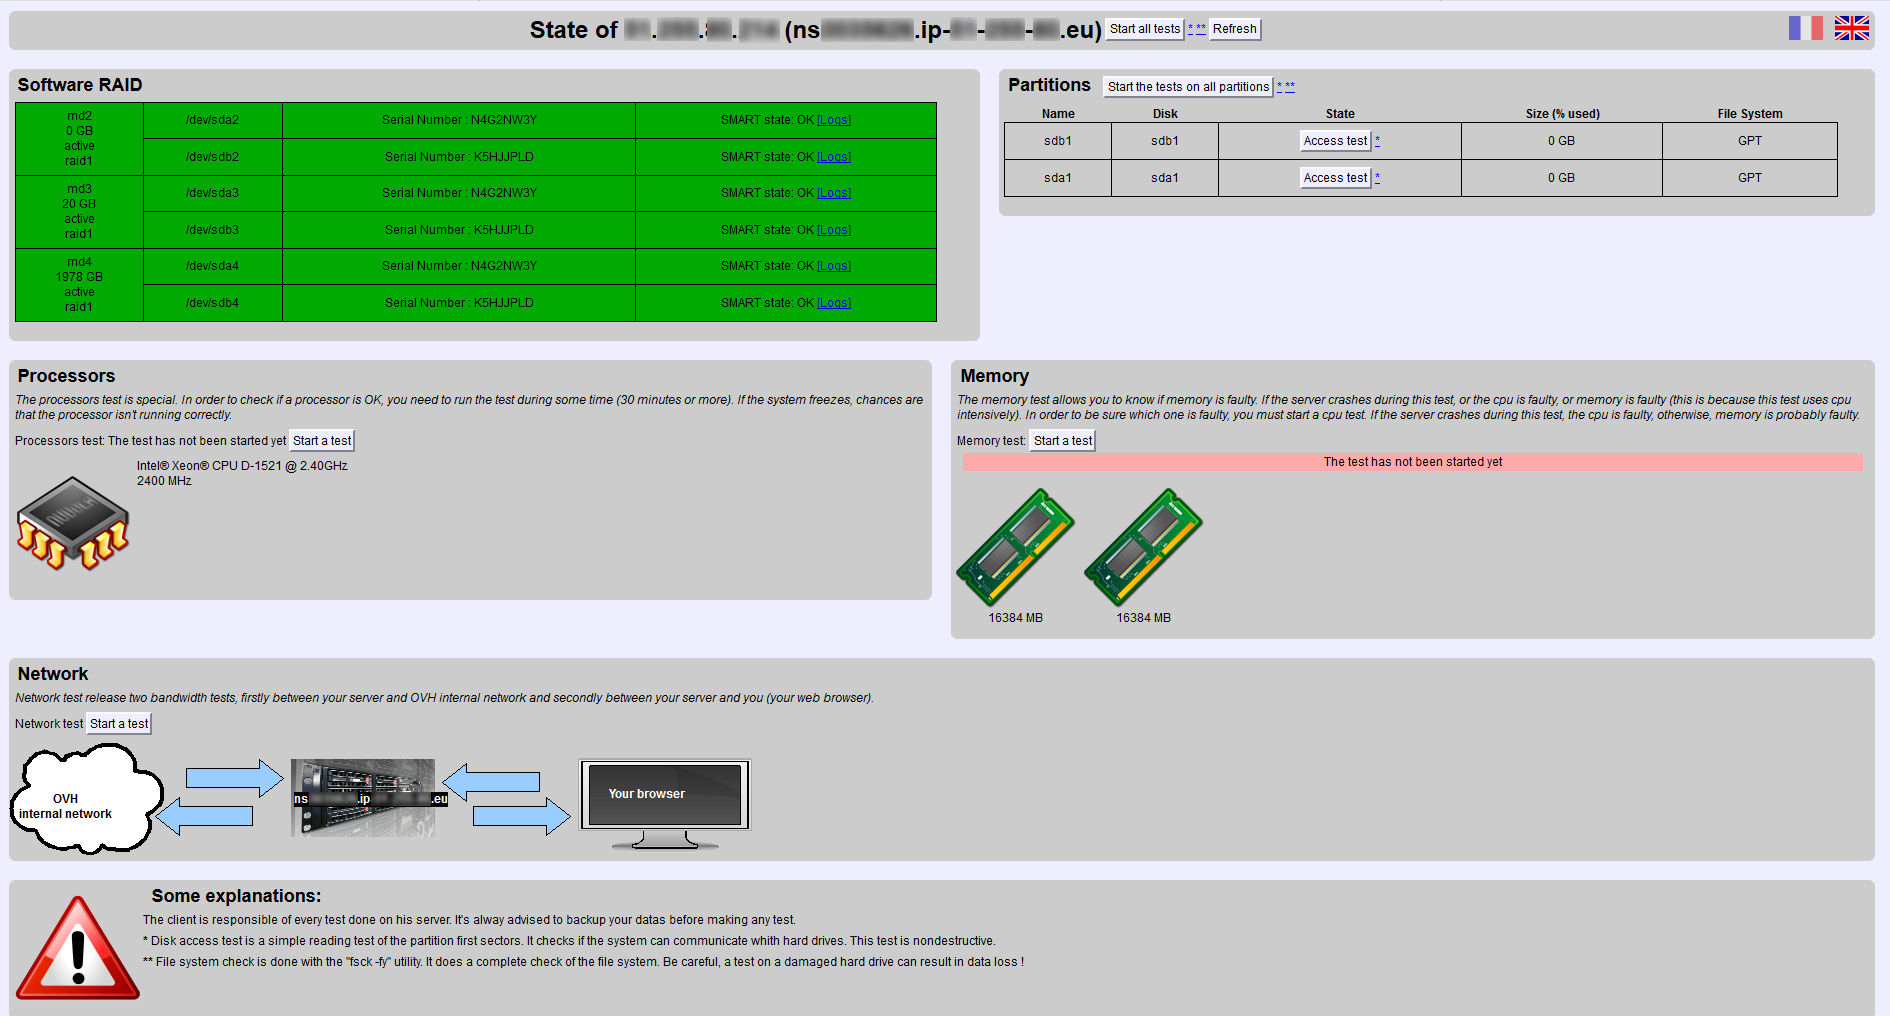 State of (ns .ip- - - .eu) Start all tests * ** Refresh
Software RAID
md2
0 GB
active
raid1
/dev/sda2 Serial Number : N4G2NW3Y SMART state: OK [Logs]
/dev/sdb2 Serial Number : K5HJJPLD SMART state: OK [Logs]
md3
20 GB
active
raid1
/dev/sda3 Serial Number : N4G2NW3Y SMART state: OK [Logs]
/dev/sdb3 Serial Number : K5HJJPLD SMART state: OK [Logs]
md4
1978 GB
active
raid1
/dev/sda4 Serial Number : N4G2NW3Y SMART state: OK [Logs]
/dev/sdb4 Serial Number : K5HJJPLD SMART state: OK [Logs]
Partitions Start the tests on all partitions * **
Name Disk State Size (% used) File System
sdb1 sdb1 Access test * 0 GB GPT
sda1 sda1 Access test * 0 GB GPT
Processors
The processors test is special. In order to check if a processor is OK, you need to run the test during some time (30 minutes or more). If the system freezes, chances are
that the processor isn't running correctly.
Processors test: The test has not been started yet Start a test
Intel® Xeon® CPU D-1521 @ 2.40GHz
2400 MHz
Memory
The memory test allows you to know if memory is faulty. If the server crashes during this test, or the cpu is faulty, or memory is faulty (this is because this test uses cpu
intensively). In order to be sure which one is faulty, you must start a cpu test. If the server crashes during this test, the cpu is faulty, otherwise, memory is probably faulty.
Memory test: Start a test
The test has not been started yet
16384 MB 16384 MB
Network
Network test release two bandwidth tests, firstly between your server and OVH internal network and secondly between your server and you (your web browser).
Network test Start a test
OVH
internal network
ns .ip .eu
Your browser
Some explanations:
The client is responsible of every test done on his server. It's alway advised to backup your datas before making any test.
* Disk access test is a simple reading test of the partition first sectors. It checks if the system can communicate whith hard drives. This test is nondestructive.
** File system check is done with the "fsck -fy" utility. It does a complete check of the file system. Be careful, a test on a damaged hard drive can result in data loss !